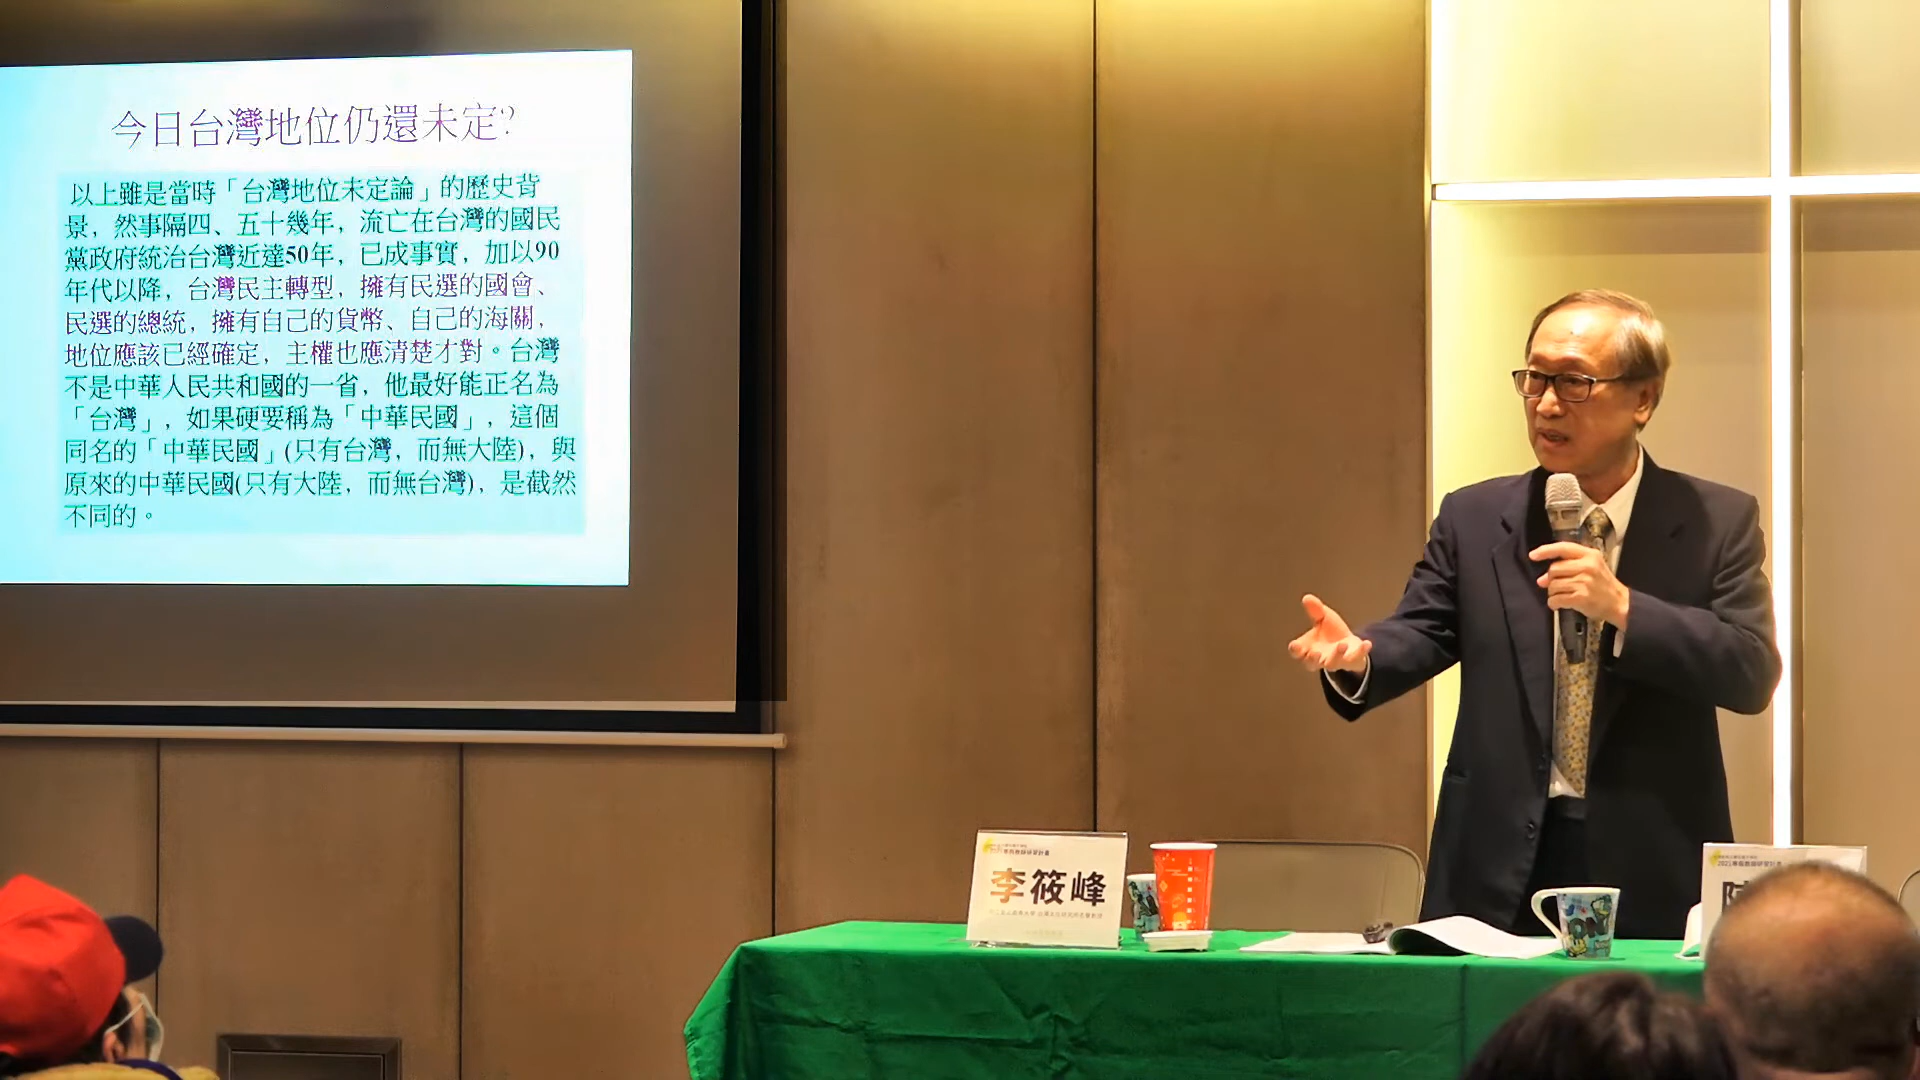 今日台灣地位仍還未定?
以上雖是當時「台灣地位未定論」的歷史背
景，然事隔四、五十幾年，流亡在台灣的國民
黨政府統治台灣近達50年，已成事實，加以90
年代以降，台灣民主轉型，擁有民選的國會、
民選的總統，擁有自己的貨幣、自己的海關，
地位應該已經確定，主權也應清楚才對。台灣
不是中華人民共和國的一省，他最好能正名為
「台灣」，如果硬要稱為「中華民國」，這個
同名的「中華民國」(只有台灣，而無大陸)，與
原來的中華民國(只有大陸，而無台灣)，是截然
不同的。
李筱峰